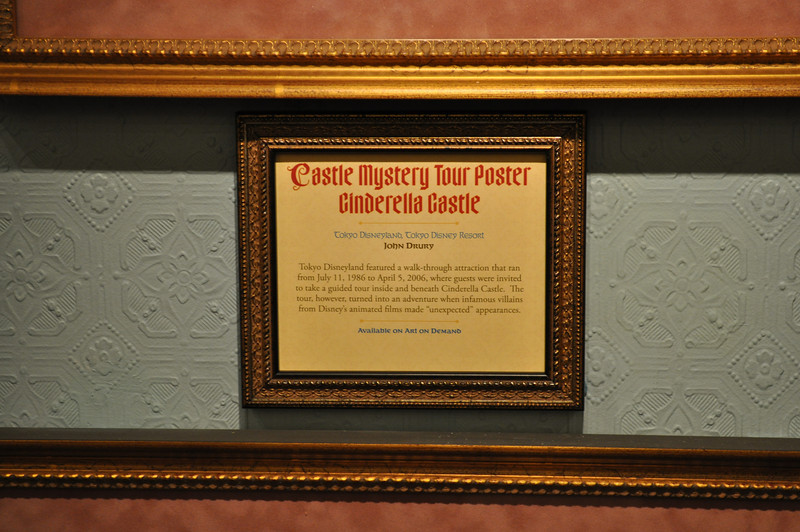 Castle Mystery Tour Poster
Cinderella Castle
Tokyo Disneyland, Tokyo Disney Resort
John Drury
Tokyo Disneyland featured a walk-through attraction that ran
from July 11, 1986 to April 5, 2006, where guests were invited
to take a guided tour inside and beneath Cinderella Castle. The
tour, however, turned into an adventure when infamous villains
from Disney's animated films made "unexpected" appearances.
Available on Art on Demand